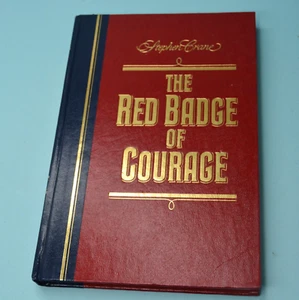 Stephen Crane
THE
RED BADGE
OF
COURAGE